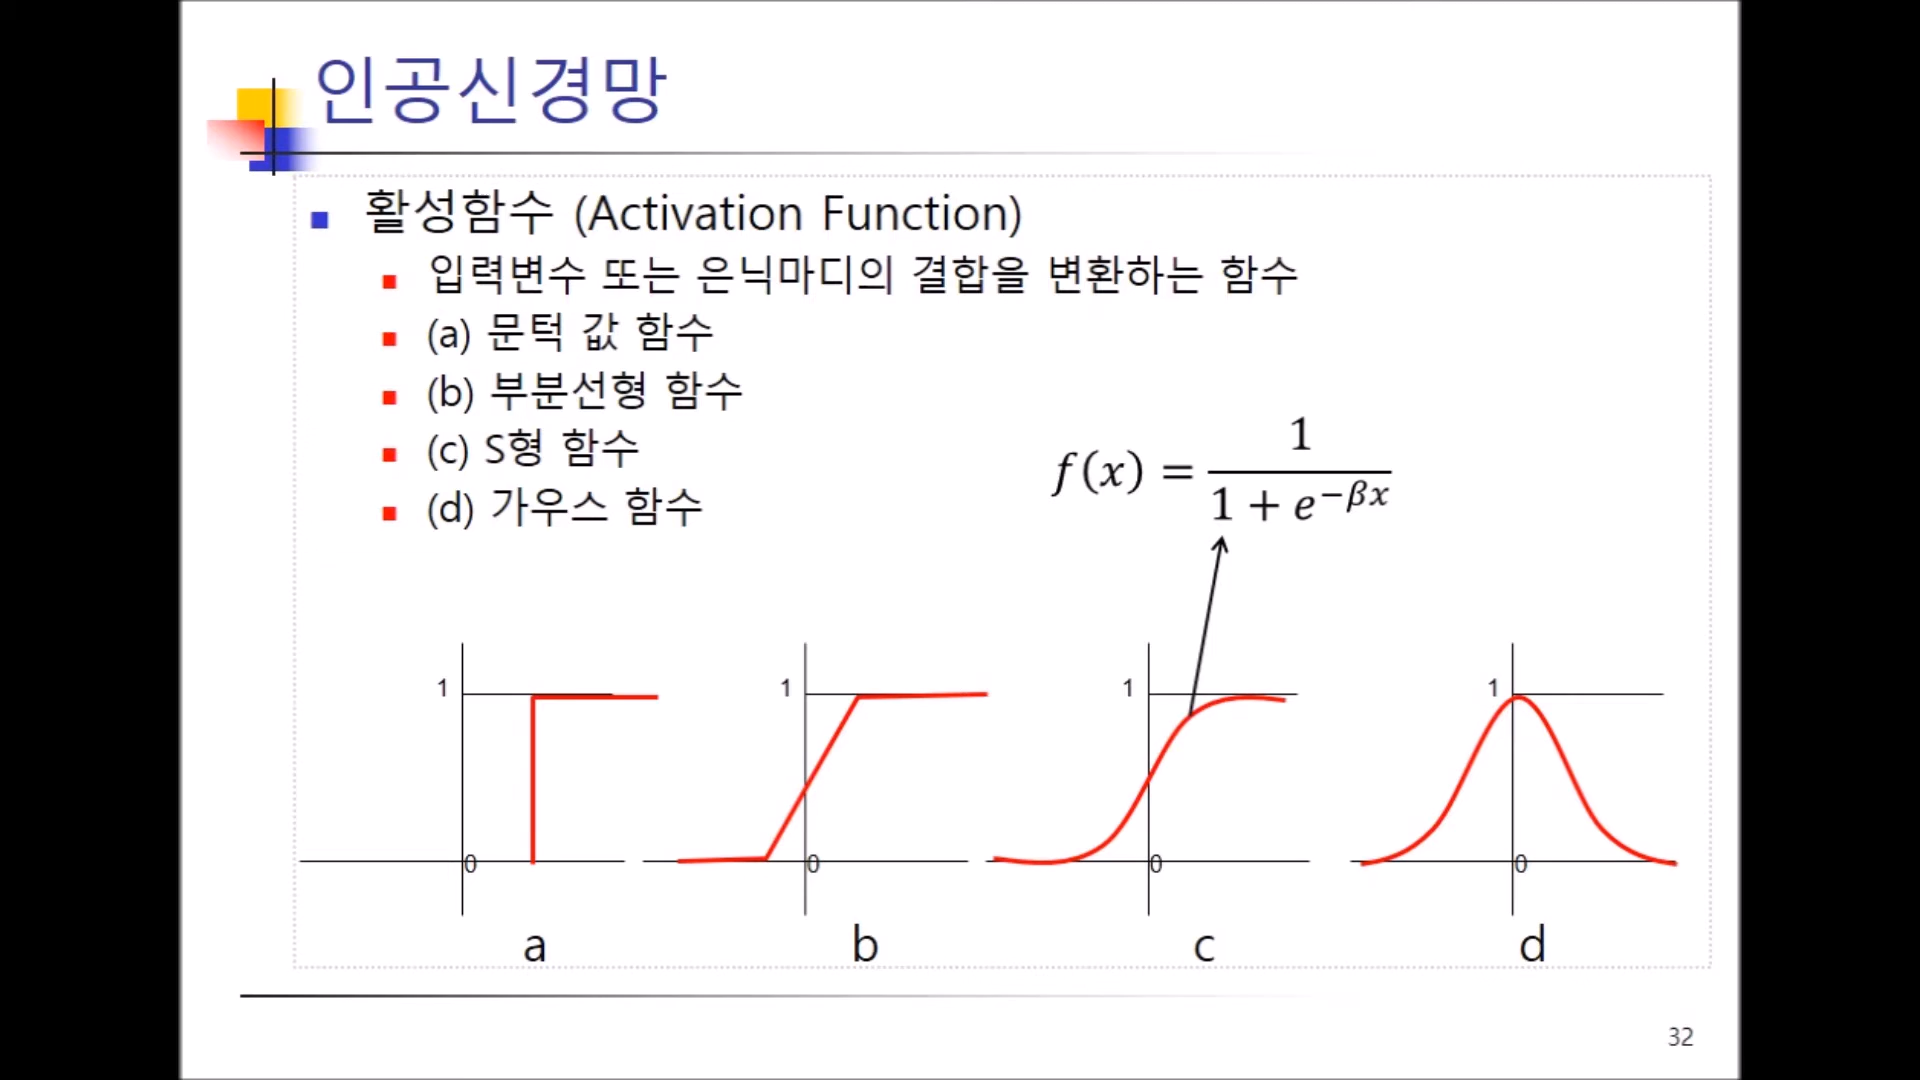 인공신경망
활성함수 (Activation Function)
입력변수 또는 은닉마디의 결합을 변환하는 함수
(a) 문턱 값 함수
(b) 부분선형 함수
(c) S형 함수
(d) 가우스 함수
f(x) = 1 / (1 + e^{-βx})
1 1 1 1
0 0 0 0
a b c d
32